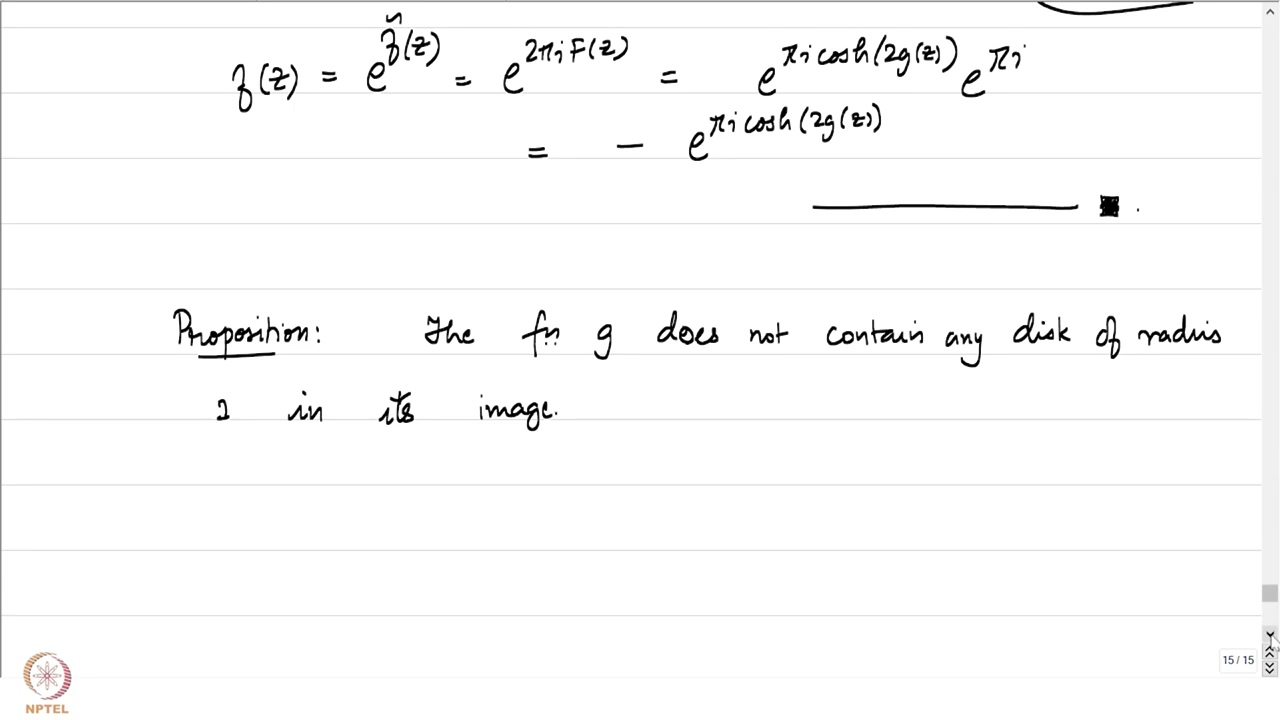 f(z) = e^{f̃(z)} = e^{2πi F(z)} = e^{πi cosh(2g(z))} e^{πi}
= - e^{πi cosh(2g(z))}
Proposition: The fn g does not contain any disk of radius
1 in its image.
15 / 15
NPTEL